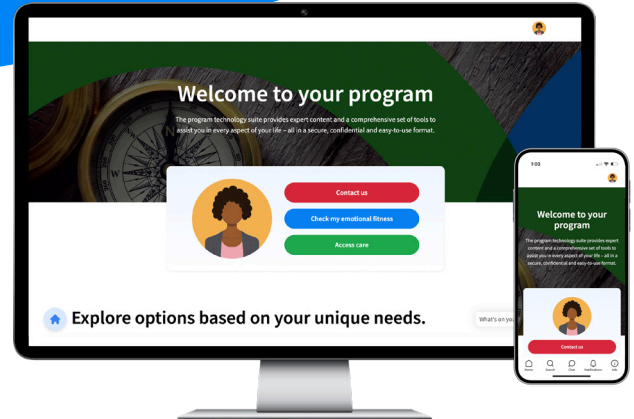 Welcome to your program
The program technology suite provides expert content and a comprehensive set of tools to
assist you in every aspect of your life – all in a secure, confidential and easy-to-use format.
N
W
Contact us
Check my emotional fitness
Access care
Explore options based on your unique needs.
What's on you
1:03
Welcome to your
program
The program technology suite provides expert
content and a comprehensive set of tools to
assist you in every aspect of your life – all in a
secure, confidential and easy-to-use format.
Contact us
Home Search Chat Notifications Info